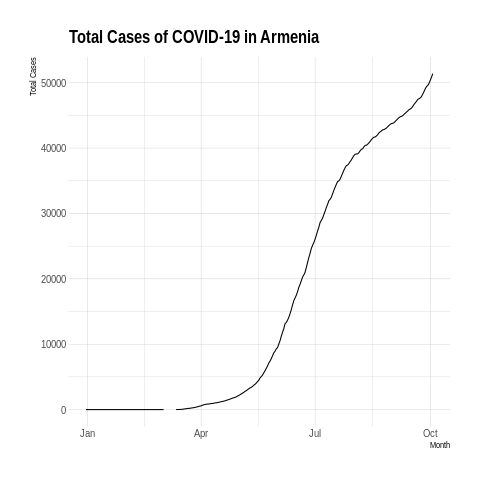 Total Cases of COVID-19 in Armenia
Total Cases
50000
40000
30000
20000
10000
0
Jan Apr Jul Oct
Month